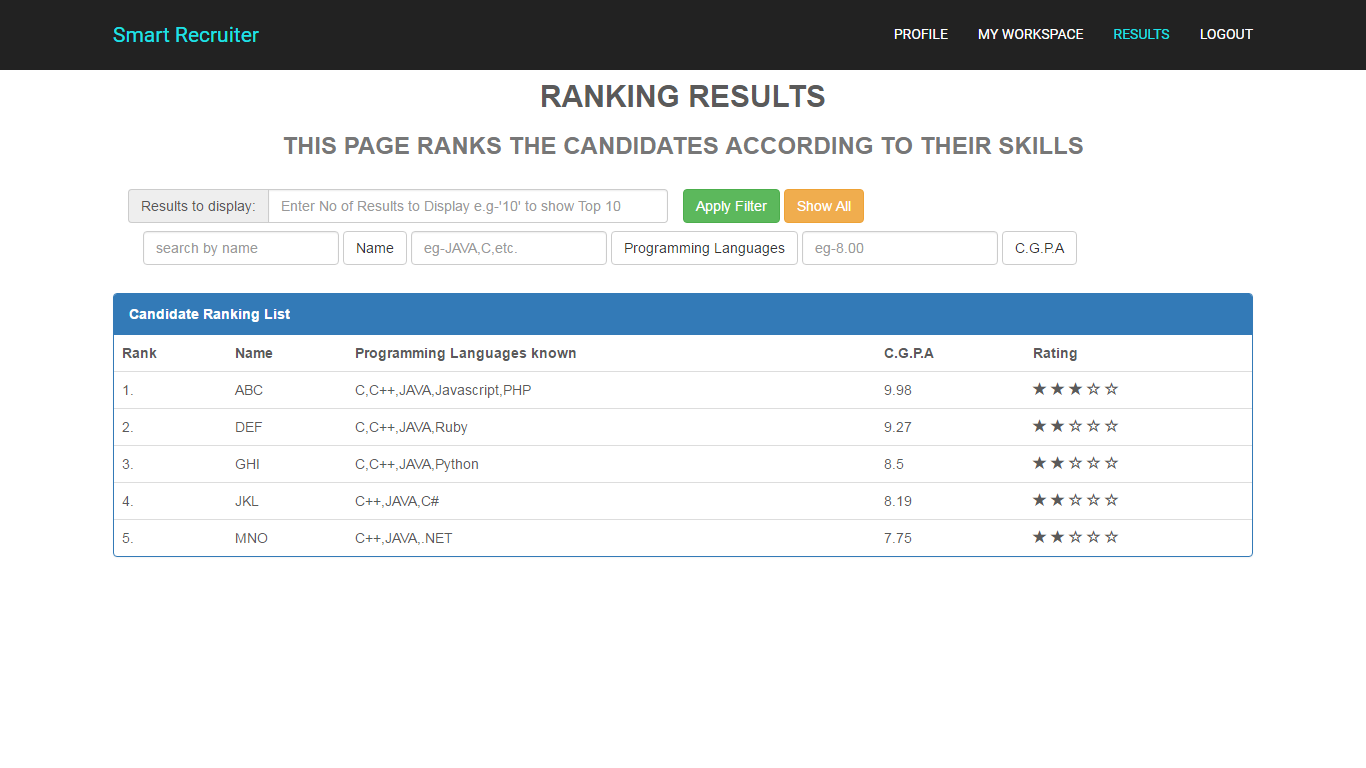 Smart Recruiter PROFILE MY WORKSPACE RESULTS LOGOUT
RANKING RESULTS
THIS PAGE RANKS THE CANDIDATES ACCORDING TO THEIR SKILLS
Results to display: Enter No of Results to Display e.g-'10' to show Top 10 Apply Filter Show All
search by name Name eg-JAVA,C,etc. Programming Languages eg-8.00 C.G.P.A
Candidate Ranking List
Rank Name Programming Languages known C.G.P.A Rating
1. ABC C,C++,JAVA,Javascript,PHP 9.98 ★★★☆☆
2. DEF C,C++,JAVA,Ruby 9.27 ★★☆☆☆
3. GHI C,C++,JAVA,Python 8.5 ★★☆☆☆
4. JKL C++,JAVA,C# 8.19 ★★☆☆☆
5. MNO C++,JAVA,.NET 7.75 ★★☆☆☆